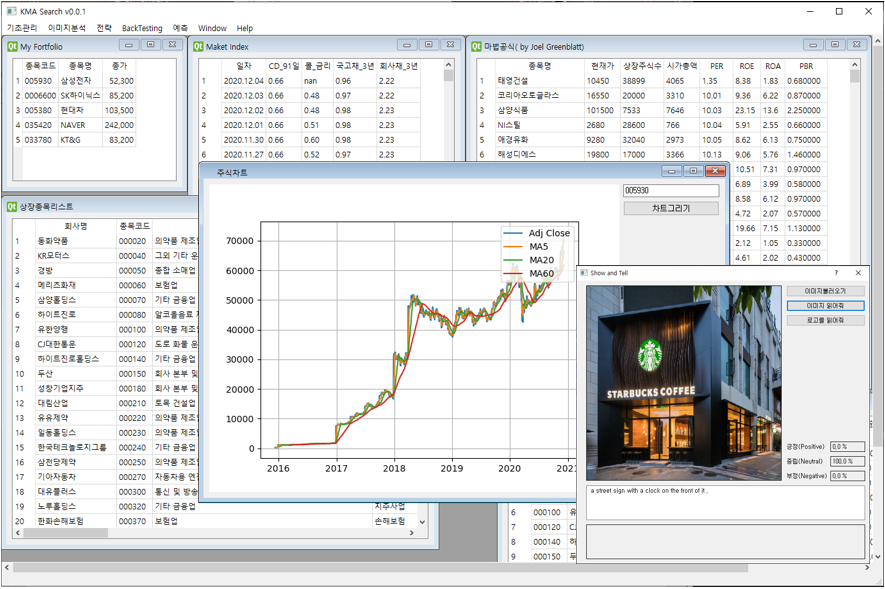 KMA Search v0.0.1
기초관리 이미지분석 전략 BackTesting 예측 Window Help
My Portfolio
종목코드 종목명 종가
1 005930 삼성전자 52,300
2 0006600 SK하이닉스 85,200
3 005380 현대차 103,500
4 035420 NAVER 242,000
5 033780 KT&G 83,200
Maket Index
일자 CD_91일 콜_금리 국고채_3년 회사채_3년
1 2020.12.04 0.66 nan 0.96 2.22
2 2020.12.03 0.66 0.48 0.97 2.22
3 2020.12.02 0.66 0.48 0.98 2.23
4 2020.12.01 0.66 0.51 0.98 2.23
5 2020.11.30 0.66 0.60 0.98 2.23
6 2020.11.27 0.66 0.52 0.97 2.23
마법공식( by Joel Greenblatt)
종목명 현재가 상장주식수 시가총액 PER ROE ROA PBR
1 태영건설 10450 38899 4065 1.35 8.38 1.83 0.680000
2 코리아오토글라스 16550 20000 3310 10.01 9.36 6.22 0.870000
3 삼양식품 101500 7533 7646 10.03 23.15 13.6 2.250000
4 NI스틸 2680 28600 766 10.04 5.91 2.55 0.660000
5 애경유화 9280 32040 2973 10.05 8.62 6.13 0.750000
6 해성디에스 19800 17000 3366 10.13 9.06 5.76 1.460000
10.51 7.31 0.970000
6.89 3.99 0.580000
8.58 6.12 0.970000
4.72 2.07 0.570000
19.66 7.15 1.130000
2.12 1.05 0.330000
4.61 2.02 0.430000
상장종목리스트
회사명 종목코드
1 동화약품 000020 의약품 제조업
2 KR모터스 000040 그외 기타 운
3 경방 000050 종합 소매업
4 메리츠화재 000060 보험업
5 삼양홀딩스 000070 기타 금융업
6 하이트진로 000080 알코올음료 제
7 유한양행 000100 의약품 제조업
8 CJ대한통운 000120 도로 화물 운
9 하이트진로홀딩스 000140 기타 금융업
10 두산 000150 회사 본부 및
11 성창기업지주 000180 회사 본부 및
12 대림산업 000210 토목 건설업
13 유유제약 000220 의약품 제조업
14 일동홀딩스 000230 의약품 제조업
15 한국테크놀로지그룹 000240 기타 금융업
16 삼천당제약 000250 의약품 제조업
17 기아자동차 000270 자동차용 엔진
18 대유플러스 000300 통신 및 방송
19 노루홀딩스 000320 기타 금융업 지주사업
20 한화손해보험 000370 보험업 손해보험
주식차트
005930
차트그리기
Adj Close
MA5
MA20
MA60
70000
60000
50000
40000
30000
20000
10000
0
2016 2017 2018 2019 2020 2021
6 000100 유
7 000120 CJ
8 000140 하
9 000150 두
Show and Tell
이미지불러오기
이미지 읽어줘
로고를 읽어줘
STARBUCKS COFFEE
긍정(Positive) 0,0 %
중립(Neutral) 100,0 %
부정(Negative) 0,0 %
a street sign with a clock on the front of it .